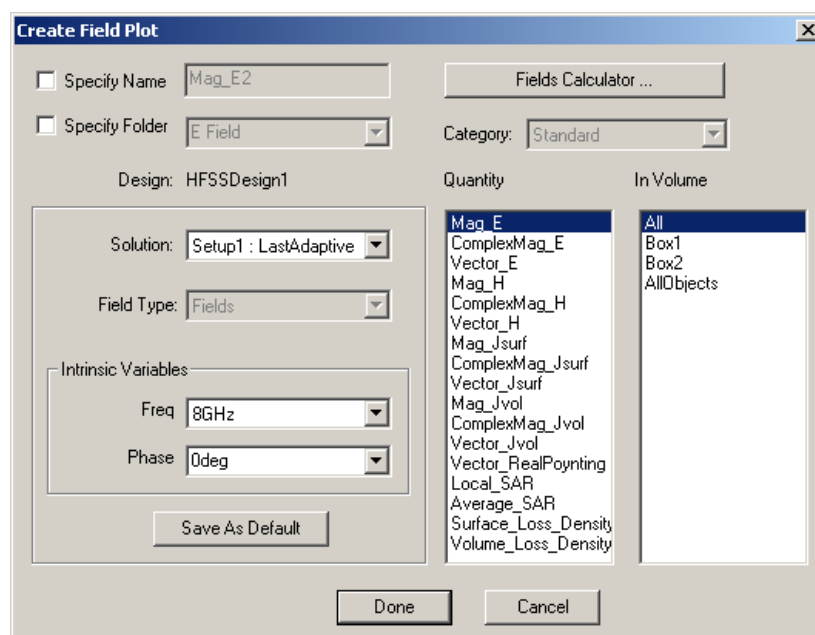 Create Field Plot
Specify Name Mag_E2 Fields Calculator ...
Specify Folder E Field Category: Standard
Design: HFSSDesign1 Quantity In Volume
Solution: Setup1 : LastAdaptive
Field Type: Fields
Intrinsic Variables
Freq 8GHz
Phase 0deg
Save As Default
Mag_E
ComplexMag_E
Vector_E
Mag_H
ComplexMag_H
Vector_H
Mag_Jsurf
ComplexMag_Jsurf
Vector_Jsurf
Mag_Jvol
ComplexMag_Jvol
Vector_Jvol
Vector_RealPoynting
Local_SAR
Average_SAR
Surface_Loss_Density
Volume_Loss_Density
All
Box1
Box2
AllObjects
Done Cancel